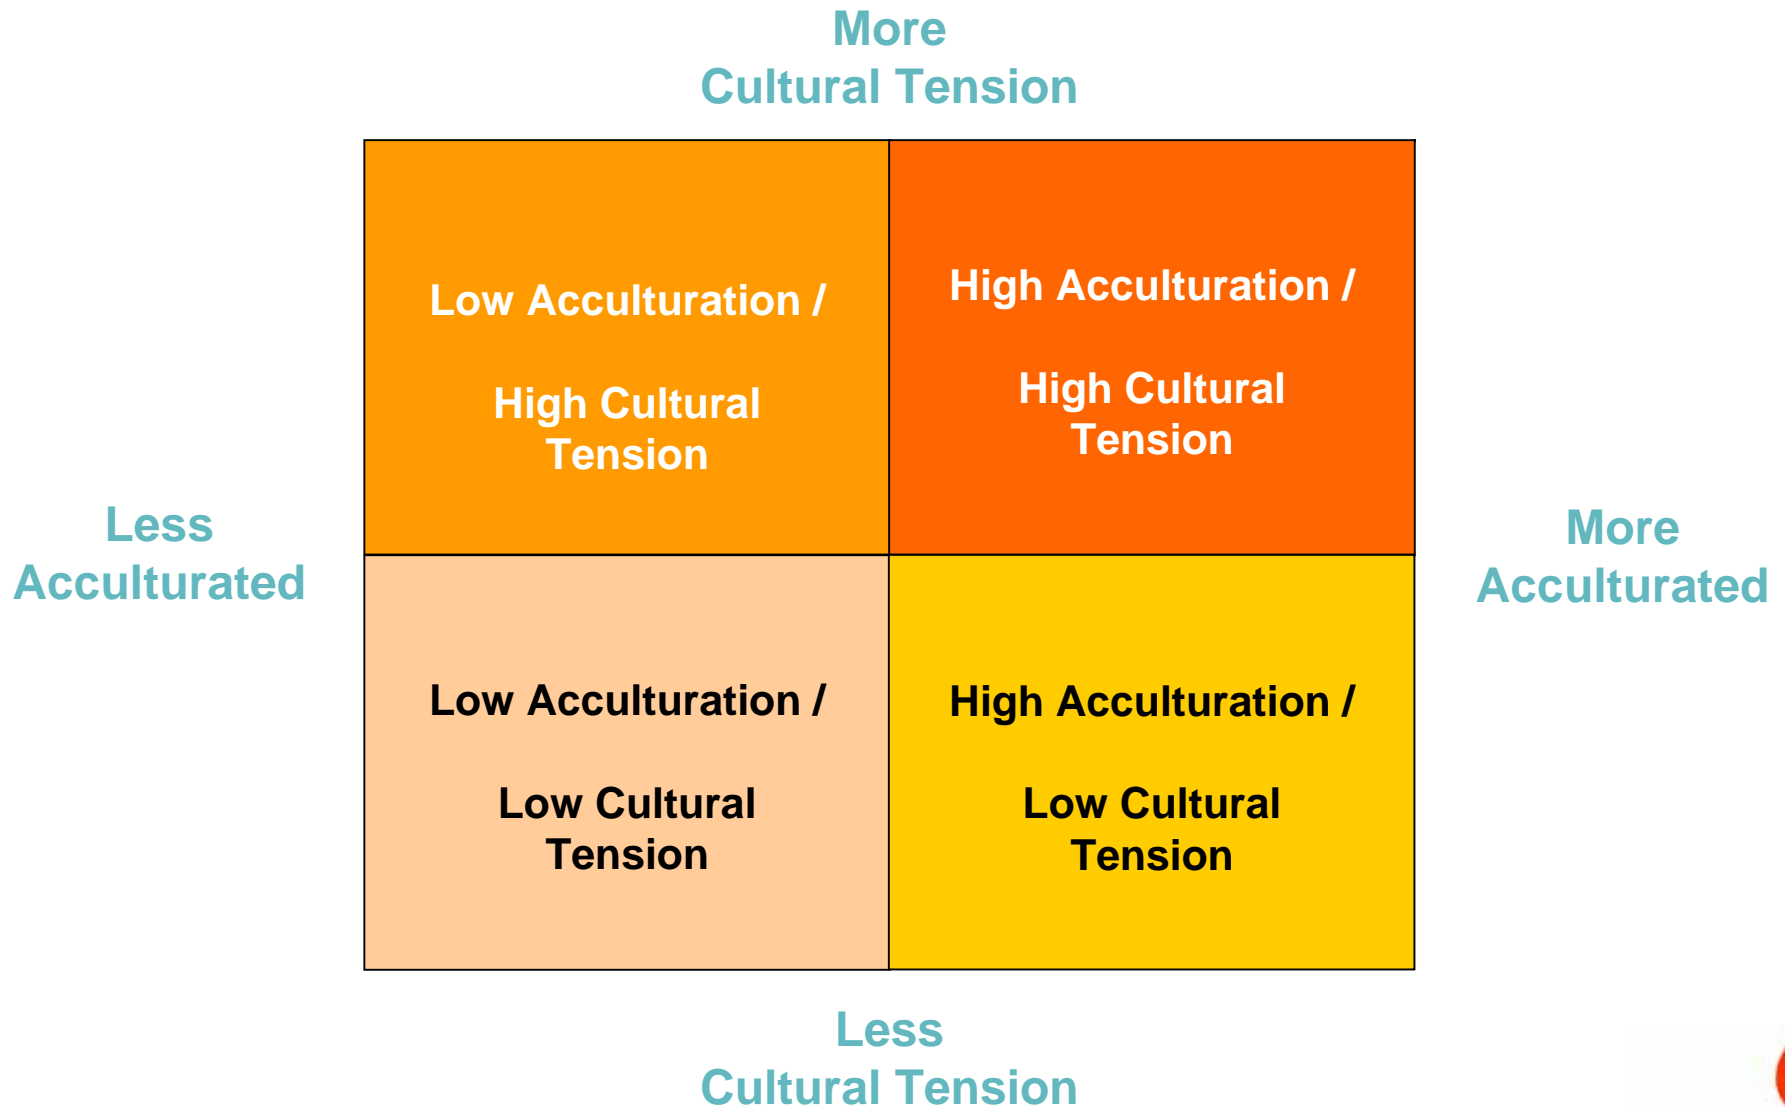 More
Cultural Tension
Low Acculturation /
High Cultural
Tension
High Acculturation /
High Cultural
Tension
Less
Acculturated
More
Acculturated
Low Acculturation /
Low Cultural
Tension
High Acculturation /
Low Cultural
Tension
Less
Cultural Tension